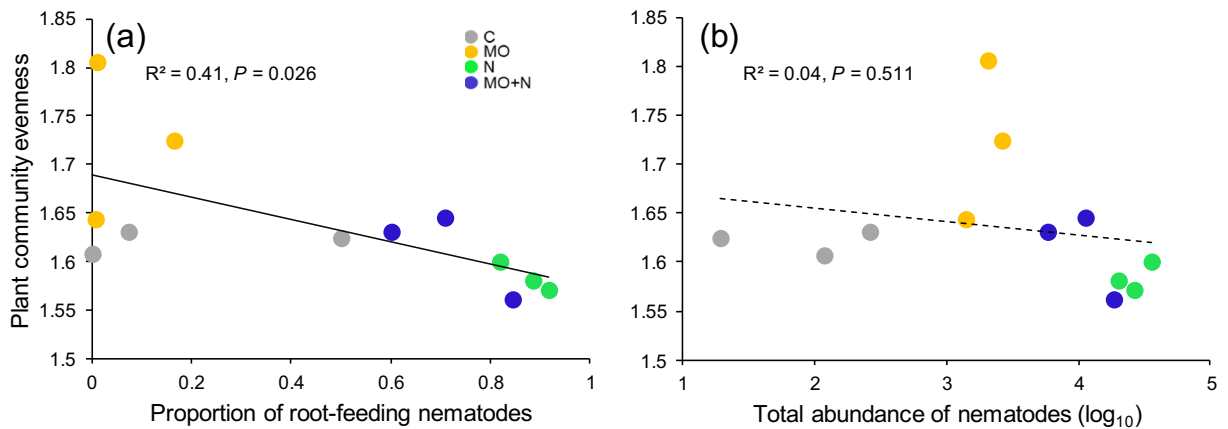 (a)
C
MO
N
MO+N
R² = 0.41, P = 0.026
Plant community evenness
1.85
1.8
1.75
1.7
1.65
1.6
1.55
1.5
0
0.2
0.4
0.6
0.8
1
Proportion of root-feeding nematodes
(b)
R² = 0.04, P = 0.511
1.85
1.8
1.75
1.7
1.65
1.6
1.55
1.5
1
2
3
4
5
Total abundance of nematodes (log₁₀)